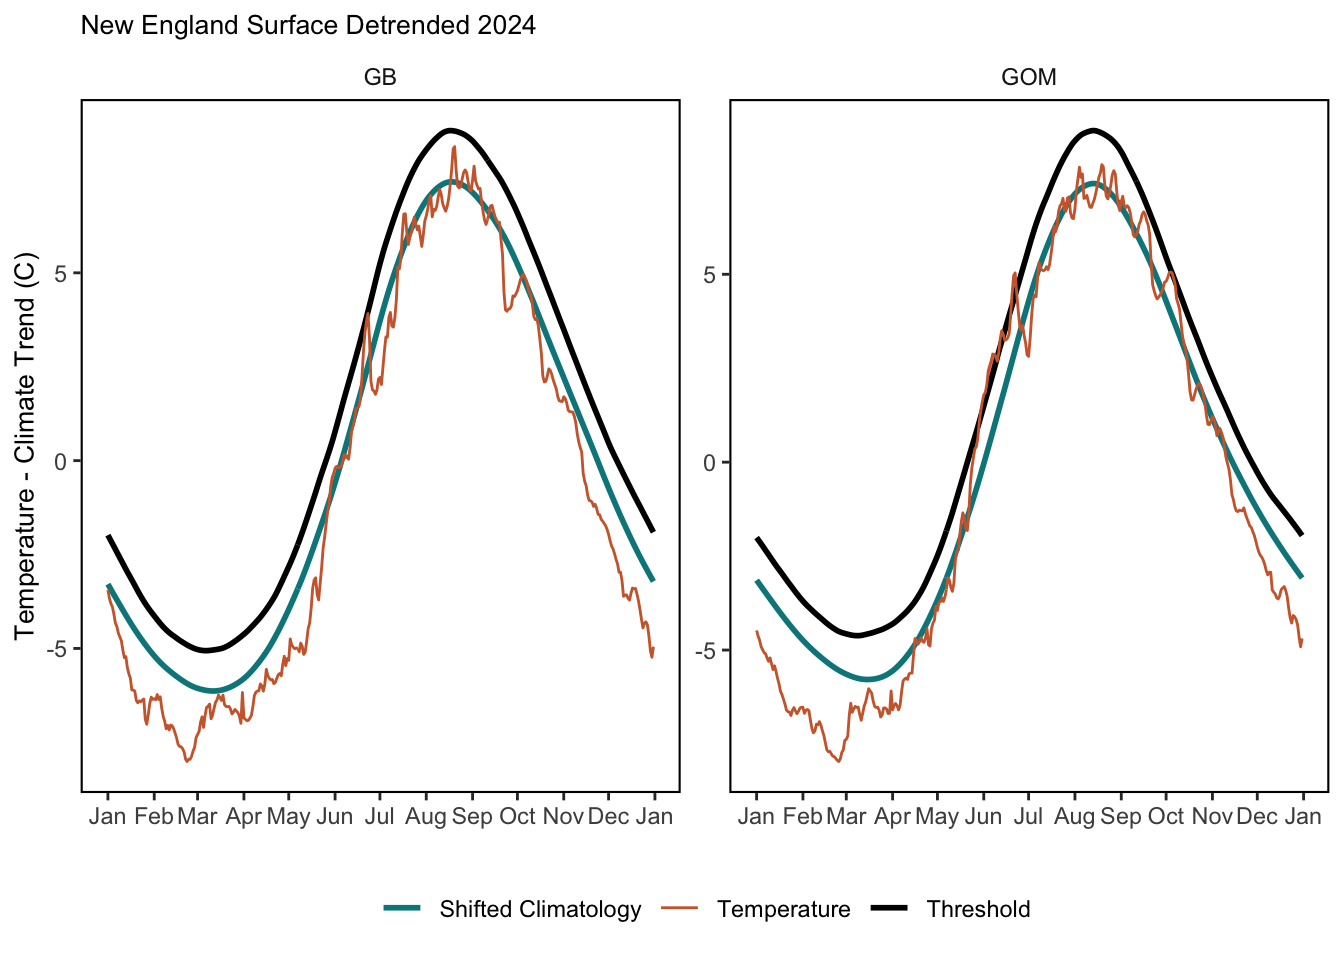 New England Surface Detrended 2024
GB
GOM
Temperature - Climate Trend (C)
5
0
-5
5
0
-5
Jan Feb Mar Apr May Jun Jul Aug Sep Oct Nov Dec Jan
Jan Feb Mar Apr May Jun Jul Aug Sep Oct Nov Dec Jan
Shifted Climatology Temperature Threshold